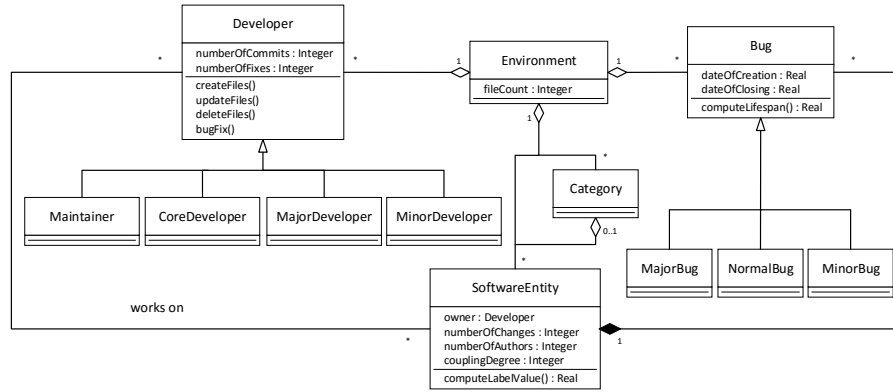 Developer
numberOfCommits : Integer
numberOfFixes : Integer
createFiles()
updateFiles()
deleteFiles()
bugFix()
Environment
fileCount : Integer
Bug
dateOfCreation : Real
dateOfClosing : Real
computeLifespan() : Real
*
*
1
1
*
*
1
*
Category
0..1
Maintainer
CoreDeveloper
MajorDeveloper
MinorDeveloper
MajorBug
NormalBug
MinorBug
*
SoftwareEntity
owner : Developer
numberOfChanges : Integer
numberOfAuthors : Integer
couplingDegree : Integer
computeLabelValue() : Real
works on
*
1